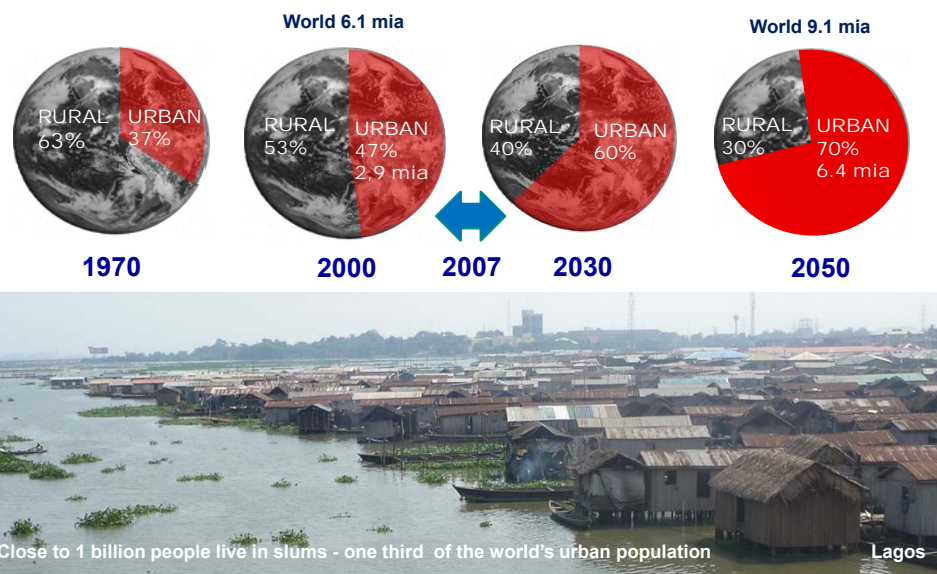 World 6.1 mia
World 9.1 mia
RURAL
63%
URBAN
37%
RURAL
53%
URBAN
47%
2,9 mia
RURAL
40%
URBAN
60%
RURAL
30%
URBAN
70%
6.4 mia
1970
2000
2007
2030
2050
Close to 1 billion people live in slums - one third of the world's urban population
Lagos